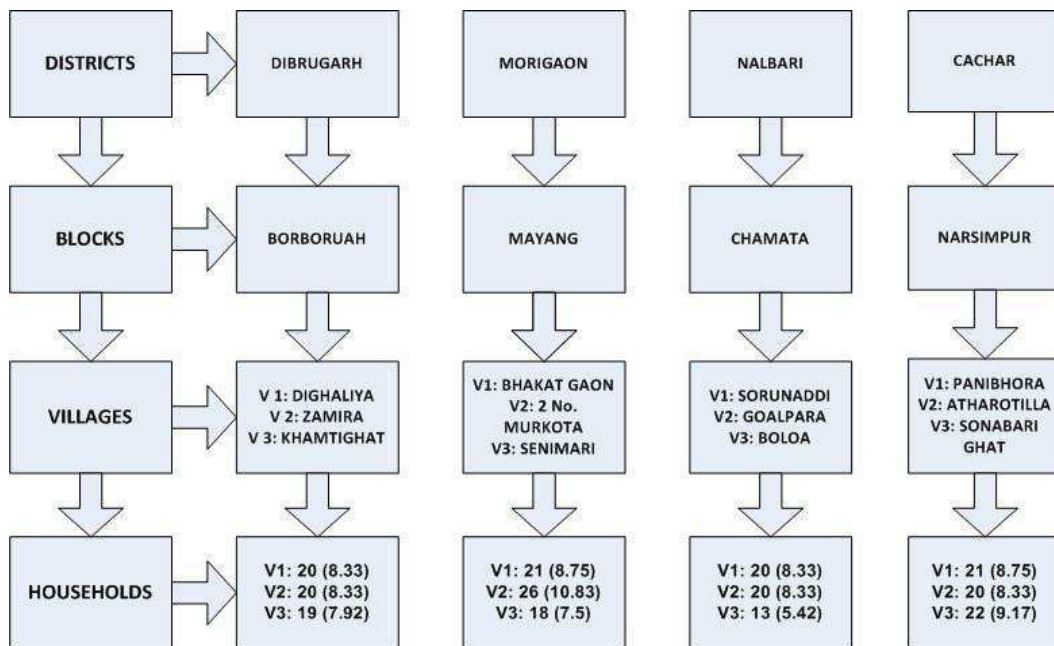 DISTRICTS
DIBRUGARH
MORIGAON
NALBARI
CACHAR
BLOCKS
BORBORUAH
MAYANG
CHAMATA
NARSIMPUR
VILLAGES
V 1: DIGHALIYA
V 2: ZAMIRA
V 3: KHAMTIGHAT
V1: BHAKAT GAON
V2: 2 No.
MURKOTA
V3: SENIMARI
V1: SORUNADDI
V2: GOALPARA
V3: BOLOA
V1: PANIBHORA
V2: ATHAROTILLA
V3: SONABARI
GHAT
HOUSEHOLDS
V1: 20 (8.33)
V2: 20 (8.33)
V3: 19 (7.92)
V1: 21 (8.75)
V2: 26 (10.83)
V3: 18 (7.5)
V1: 20 (8.33)
V2: 20 (8.33)
V3: 13 (5.42)
V1: 21 (8.75)
V2: 20 (8.33)
V3: 22 (9.17)